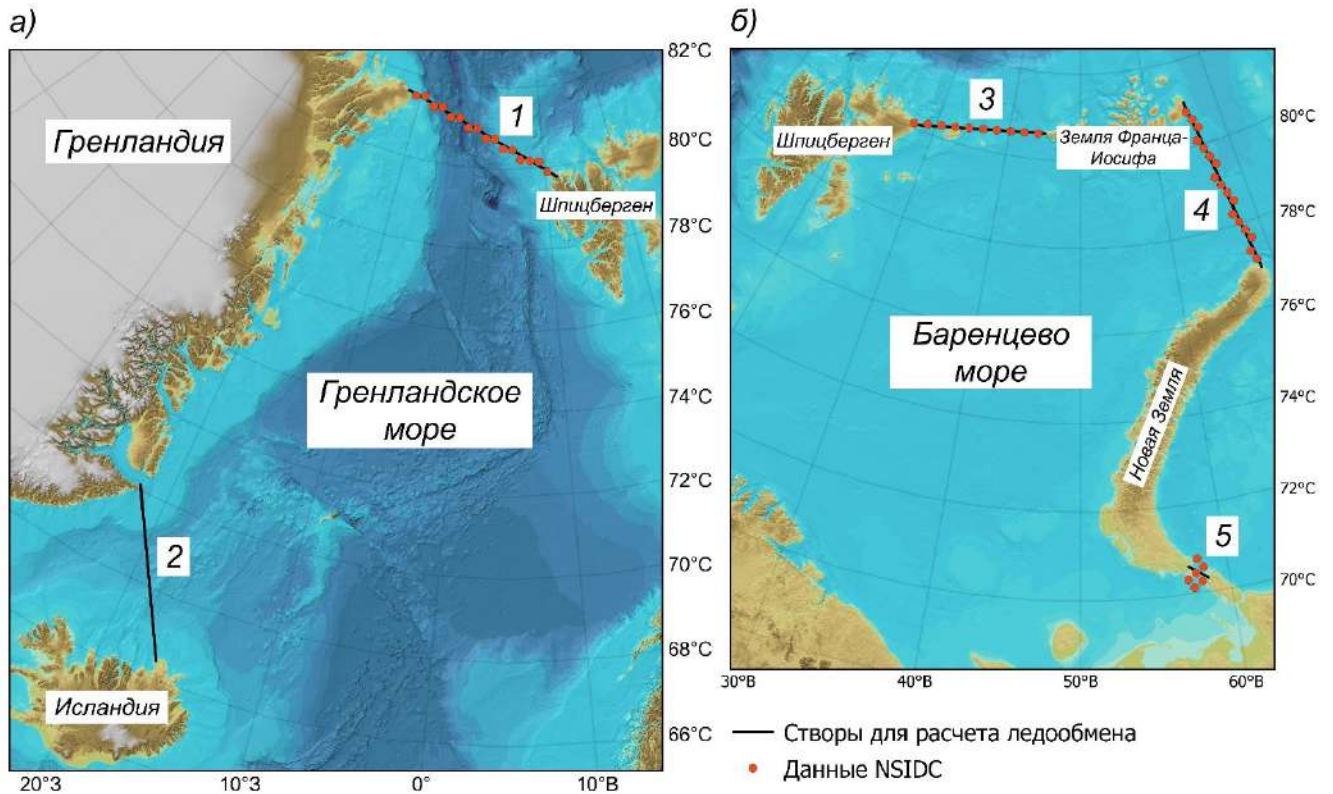 а)
Гренландия
1
Шпицберген
Гренландское
море
2
Исландия
82°C
80°C
78°C
76°C
74°C
72°C
70°C
68°C
66°C
20°З
10°З
0°
10°В
б)
3
Шпицберген
Земля Франца-
Иосифа
4
Баренцево
море
Новая Земля
5
80°C
78°C
76°C
74°C
72°C
70°C
30°В
40°В
50°В
60°В
Створы для расчета ледообмена
Данные NSIDC